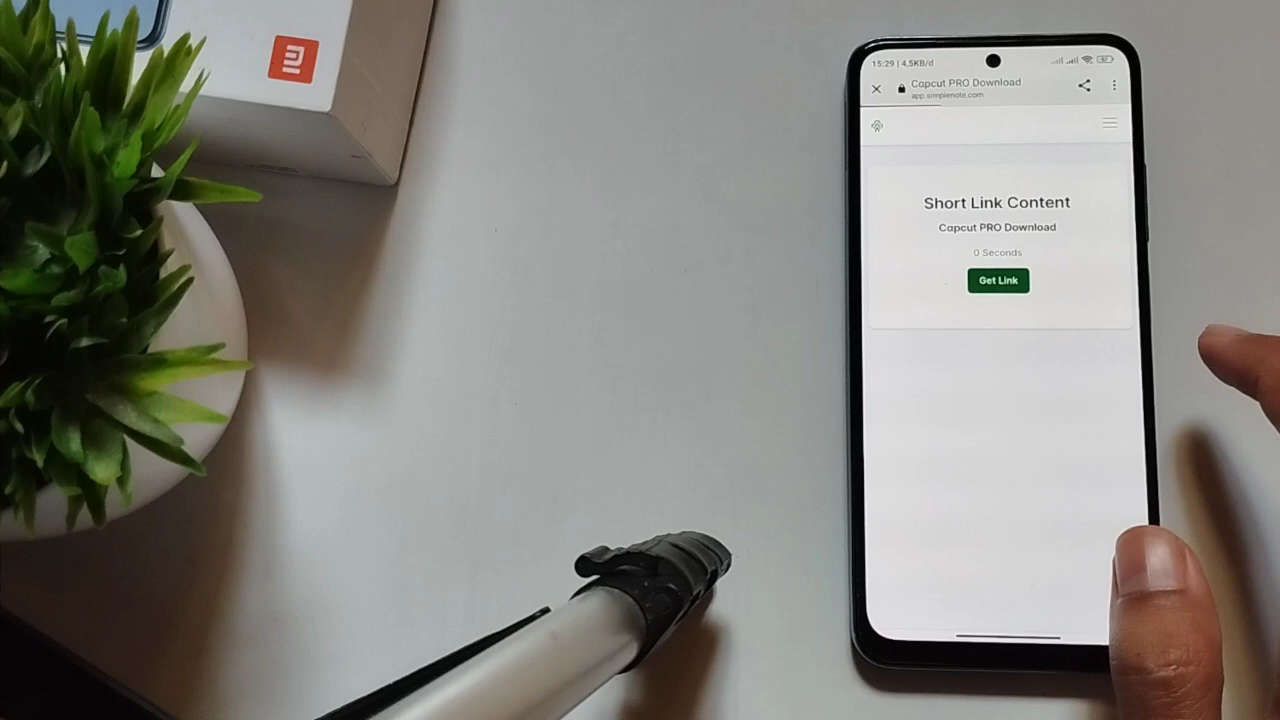 15:29 | 4,5KB/d
Capcut PRO Download
app.simplenote.com
Short Link Content
Capcut PRO Download
0 Seconds
Get Link